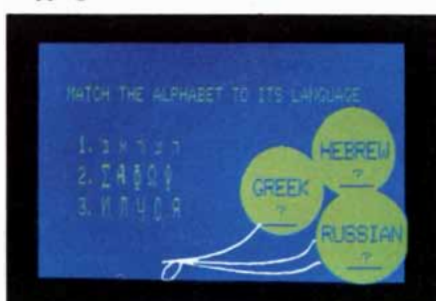 MATCH THE ALPHABET TO ITS LANGUAGE
1.
2. Σ
3. И Л Ч Я
HEBREW
?
GREEK
?
RUSSIAN
?